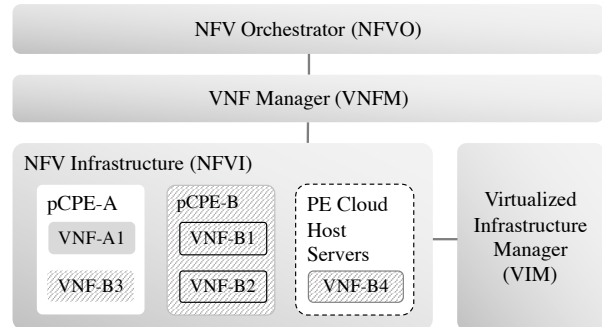 NFV Orchestrator (NFVO)
VNF Manager (VNFM)
NFV Infrastructure (NFVI)
pCPE-A
VNF-A1
VNF-B3
pCPE-B
VNF-B1
VNF-B2
PE Cloud
Host
Servers
VNF-B4
Virtualized
Infrastructure
Manager
(VIM)